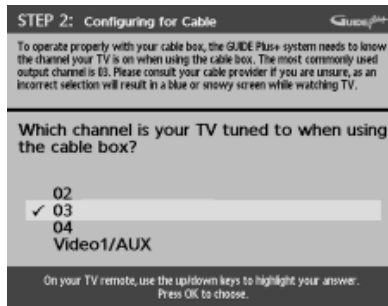 STEP 2: Configuring for Cable
GUIDE Plus+
To operate properly with your cable box, the GUIDE Plus+ system needs to know
the channel your TV is on when using the cable box. The most commonly used
output channel is 03. Please consult your cable provider if you are unsure, as an
incorrect selection will result in a blue or snowy screen while watching TV.
Which channel is your TV tuned to when using
the cable box?
02
✓ 03
04
Video1/AUX
On your TV remote, use the up/down keys to highlight your answer.
Press OK to choose.